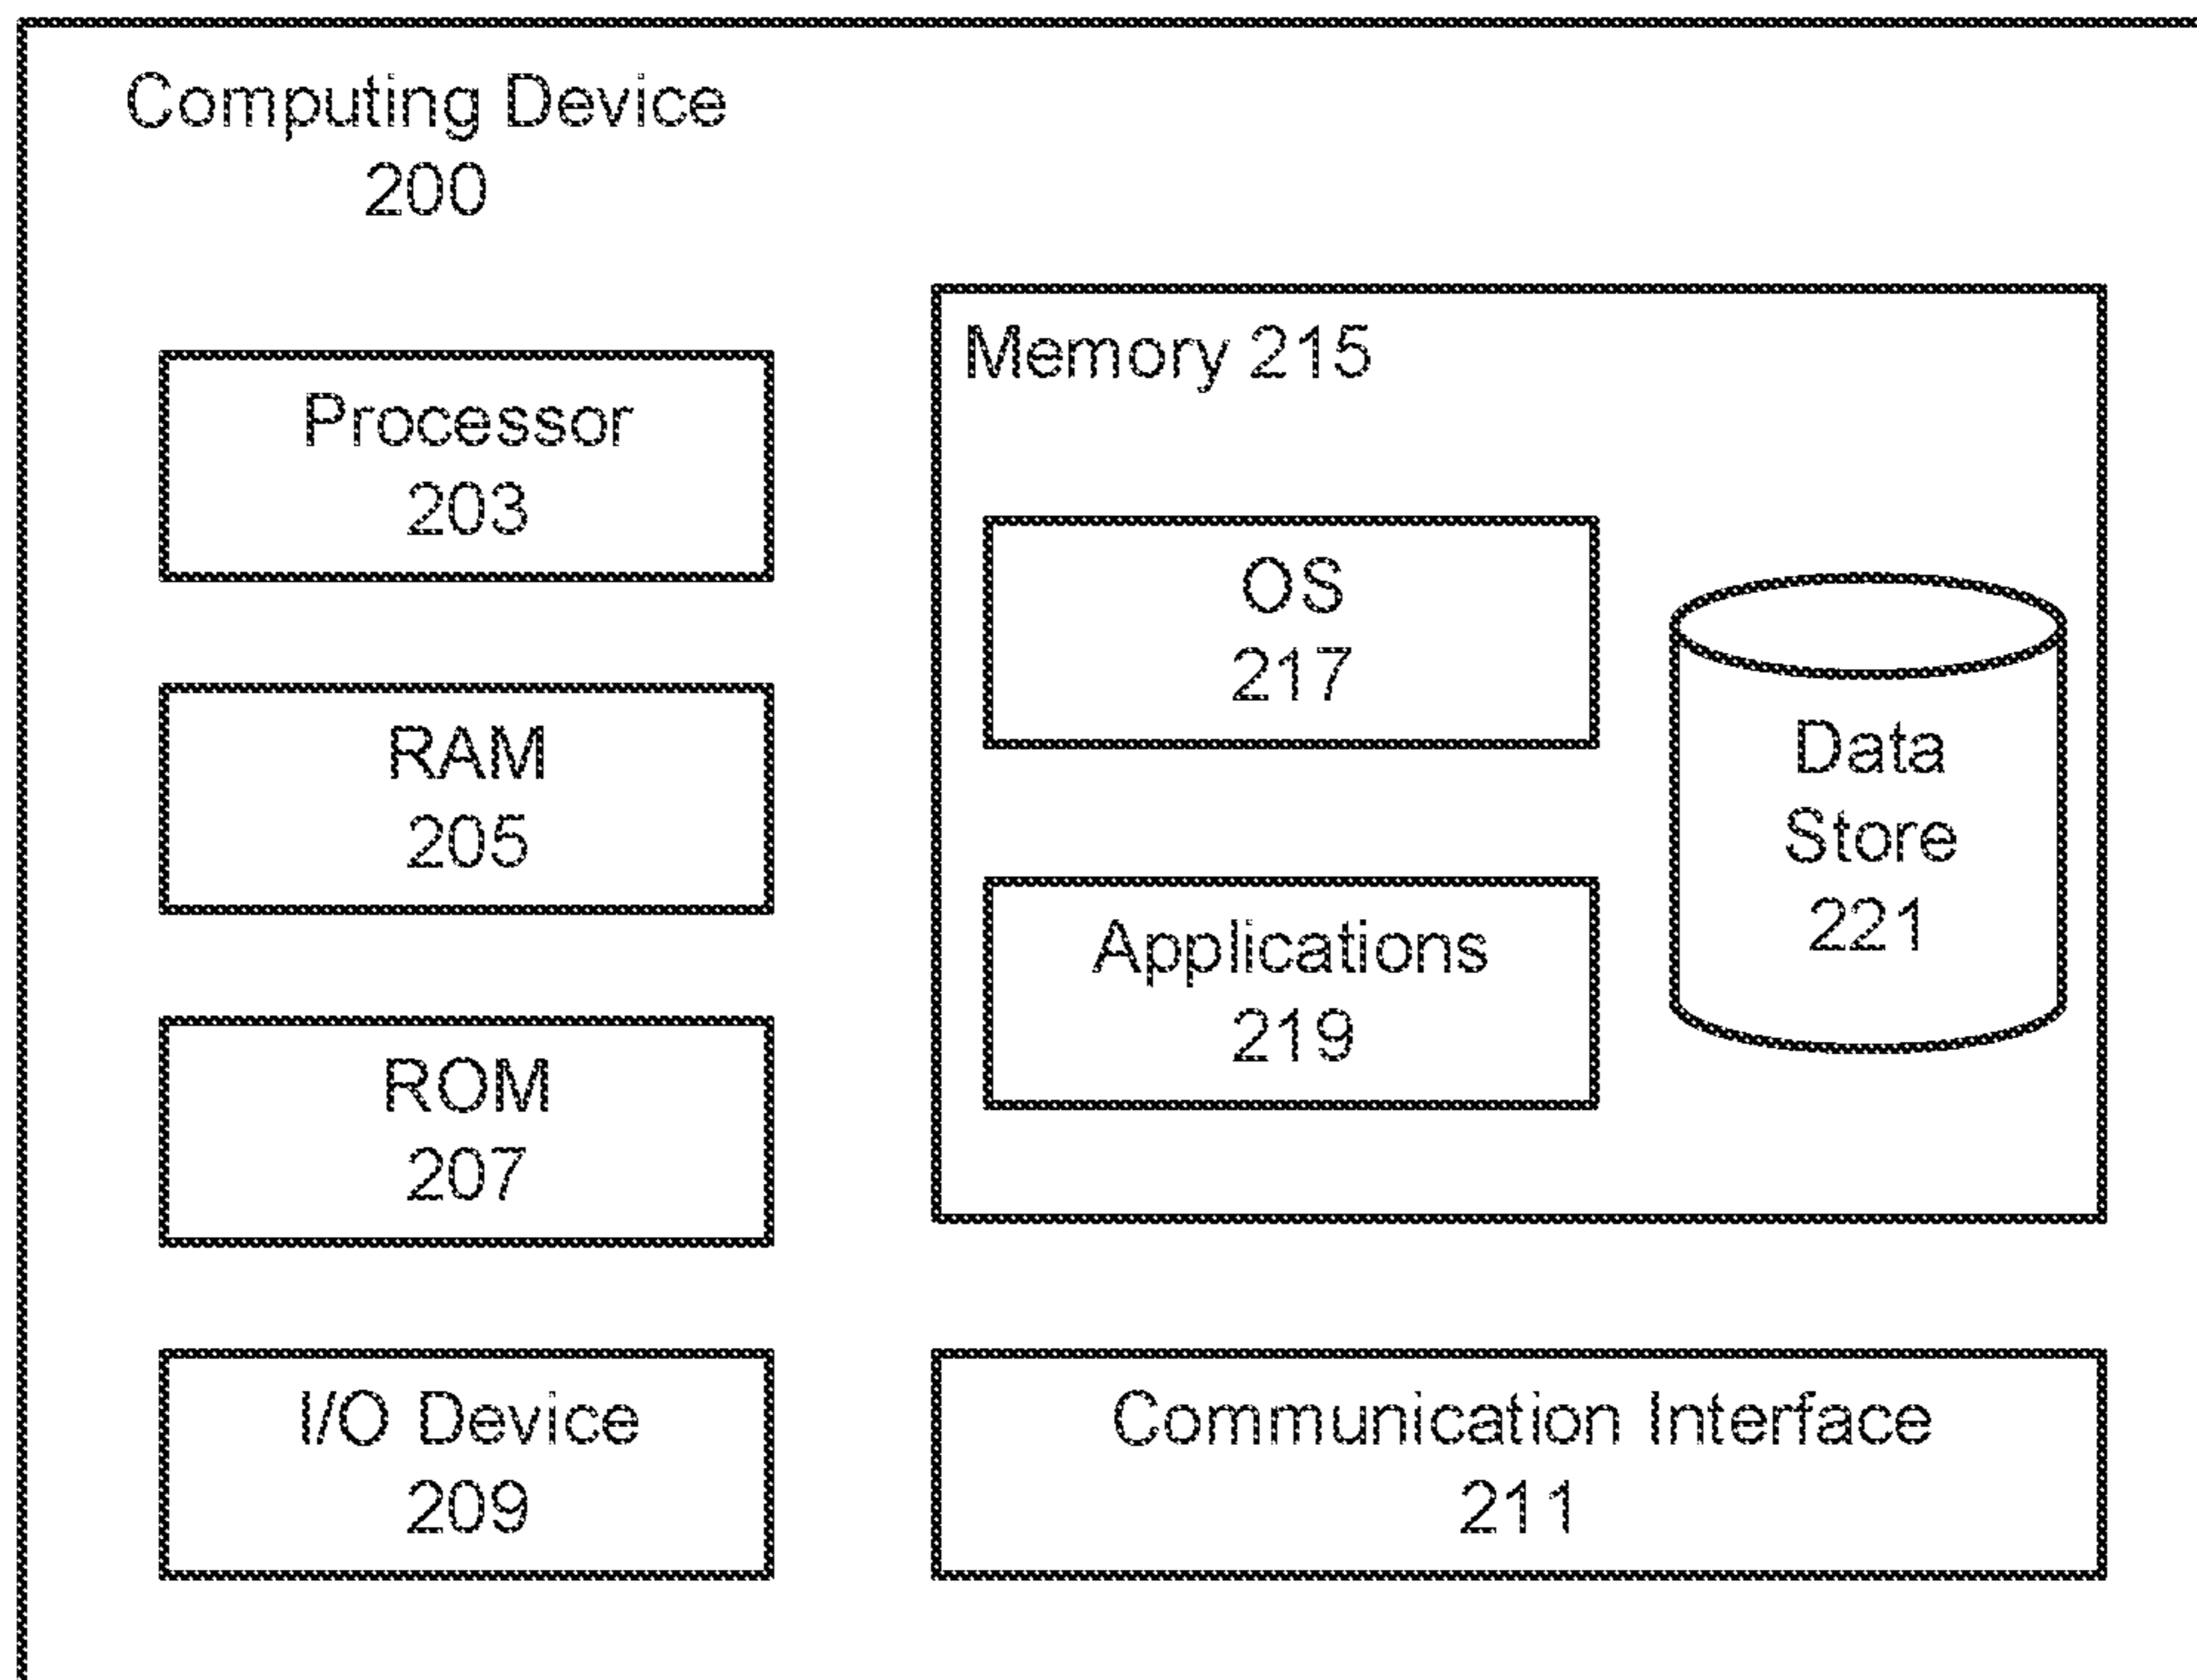 Computing Device
200
Processor
203
RAM
205
ROM
207
I/O Device
209
Memory 215
OS
217
Applications
219
Data
Store
221
Communication Interface
211